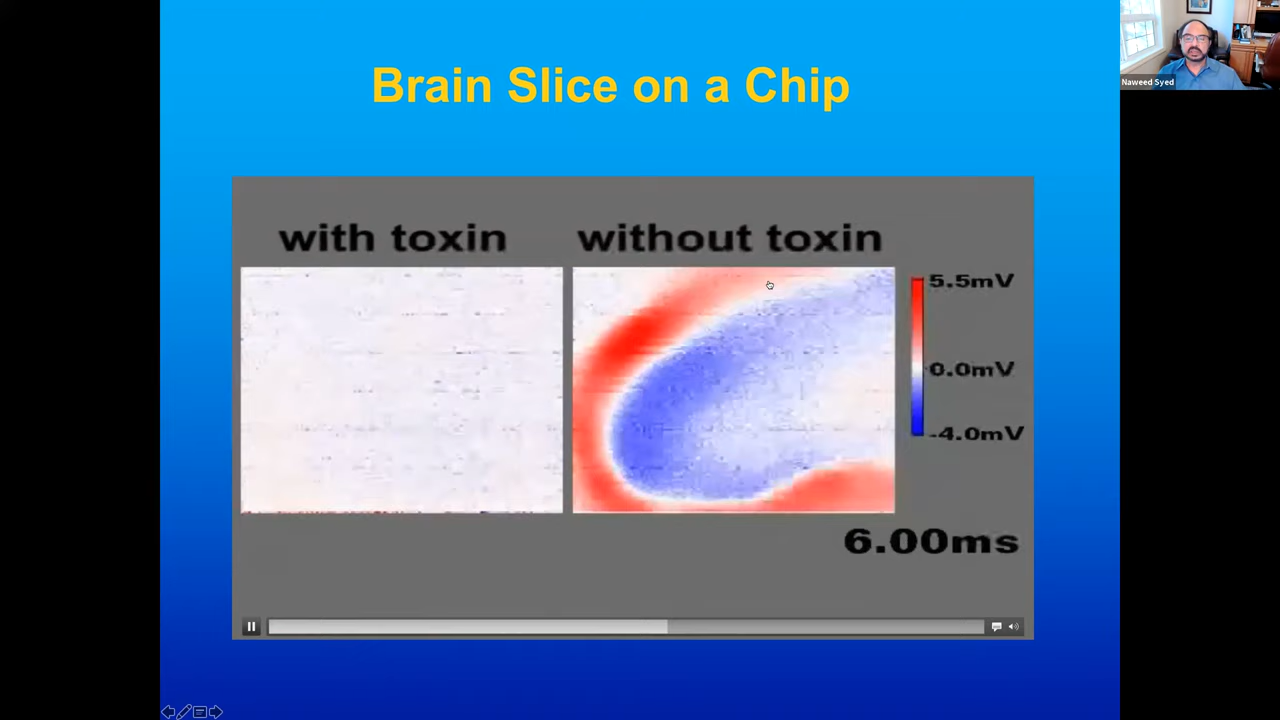 Brain Slice on a Chip
Naweed Syed
with toxin
without toxin
5.5mV
0.0mV
-4.0mV
6.00ms